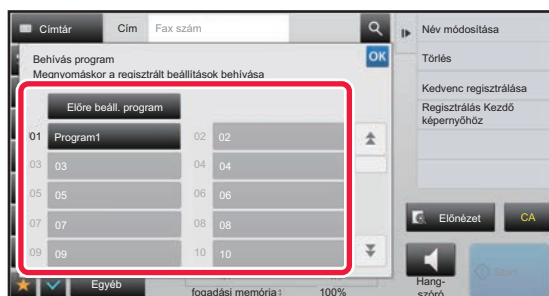 Címtár
Cím
Fax szám
Behívás program
Megnyomáskor a regisztrált beállítások behívása
OK
Előre beáll. program
01 Program1
02 02
03 03
04 04
05 05
06 06
07 07
08 08
09 09
10 10
Egyéb
fogadási memória: 100%
Név módosítása
Törlés
Kedvenc regisztrálása
Regisztrálás Kezdő
képernyőhöz
Előnézet
CA
Hang-
szóró
Start